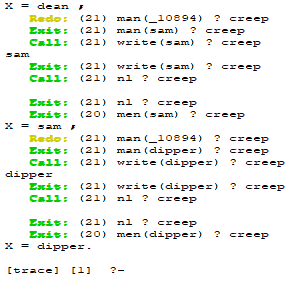 X = dean ;
Redo: (21) man(_10894) ? creep
Exit: (21) man(sam) ? creep
Call: (21) write(sam) ? creep
sam
Exit: (21) write(sam) ? creep
Call: (21) nl ? creep
Exit: (21) nl ? creep
Exit: (20) men(sam) ? creep
X = sam ;
Redo: (21) man(_10894) ? creep
Exit: (21) man(dipper) ? creep
Call: (21) write(dipper) ? creep
dipper
Exit: (21) write(dipper) ? creep
Call: (21) nl ? creep
Exit: (21) nl ? creep
Exit: (20) men(dipper) ? creep
X = dipper.
[trace] [1]  ?-